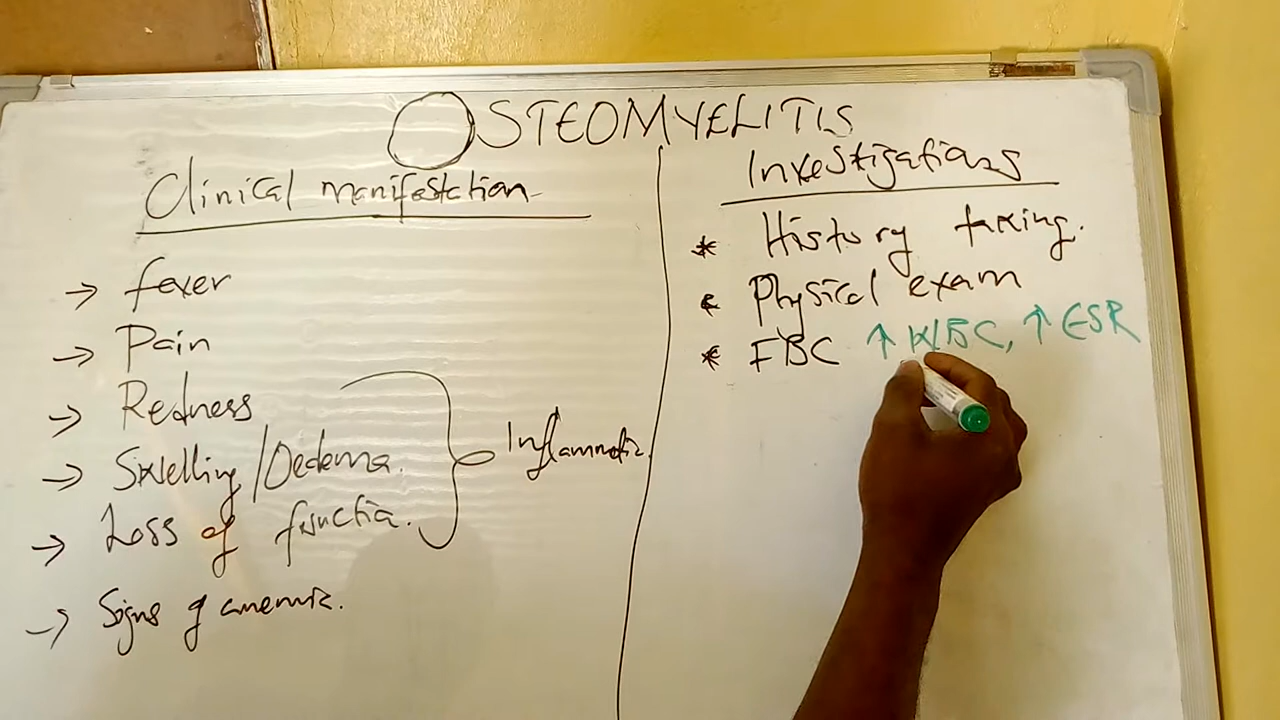 OSTEOMYELITIS
Clinical manifestation
→ fever
→ Pain
→ Redness
→ Swelling/Oedema.
→ Loss of function.
Inflammation
→ Signs of anemia.
Investigations
* History taking.
* Physical exam
* FBC ↑ WBC, ↑ ESR